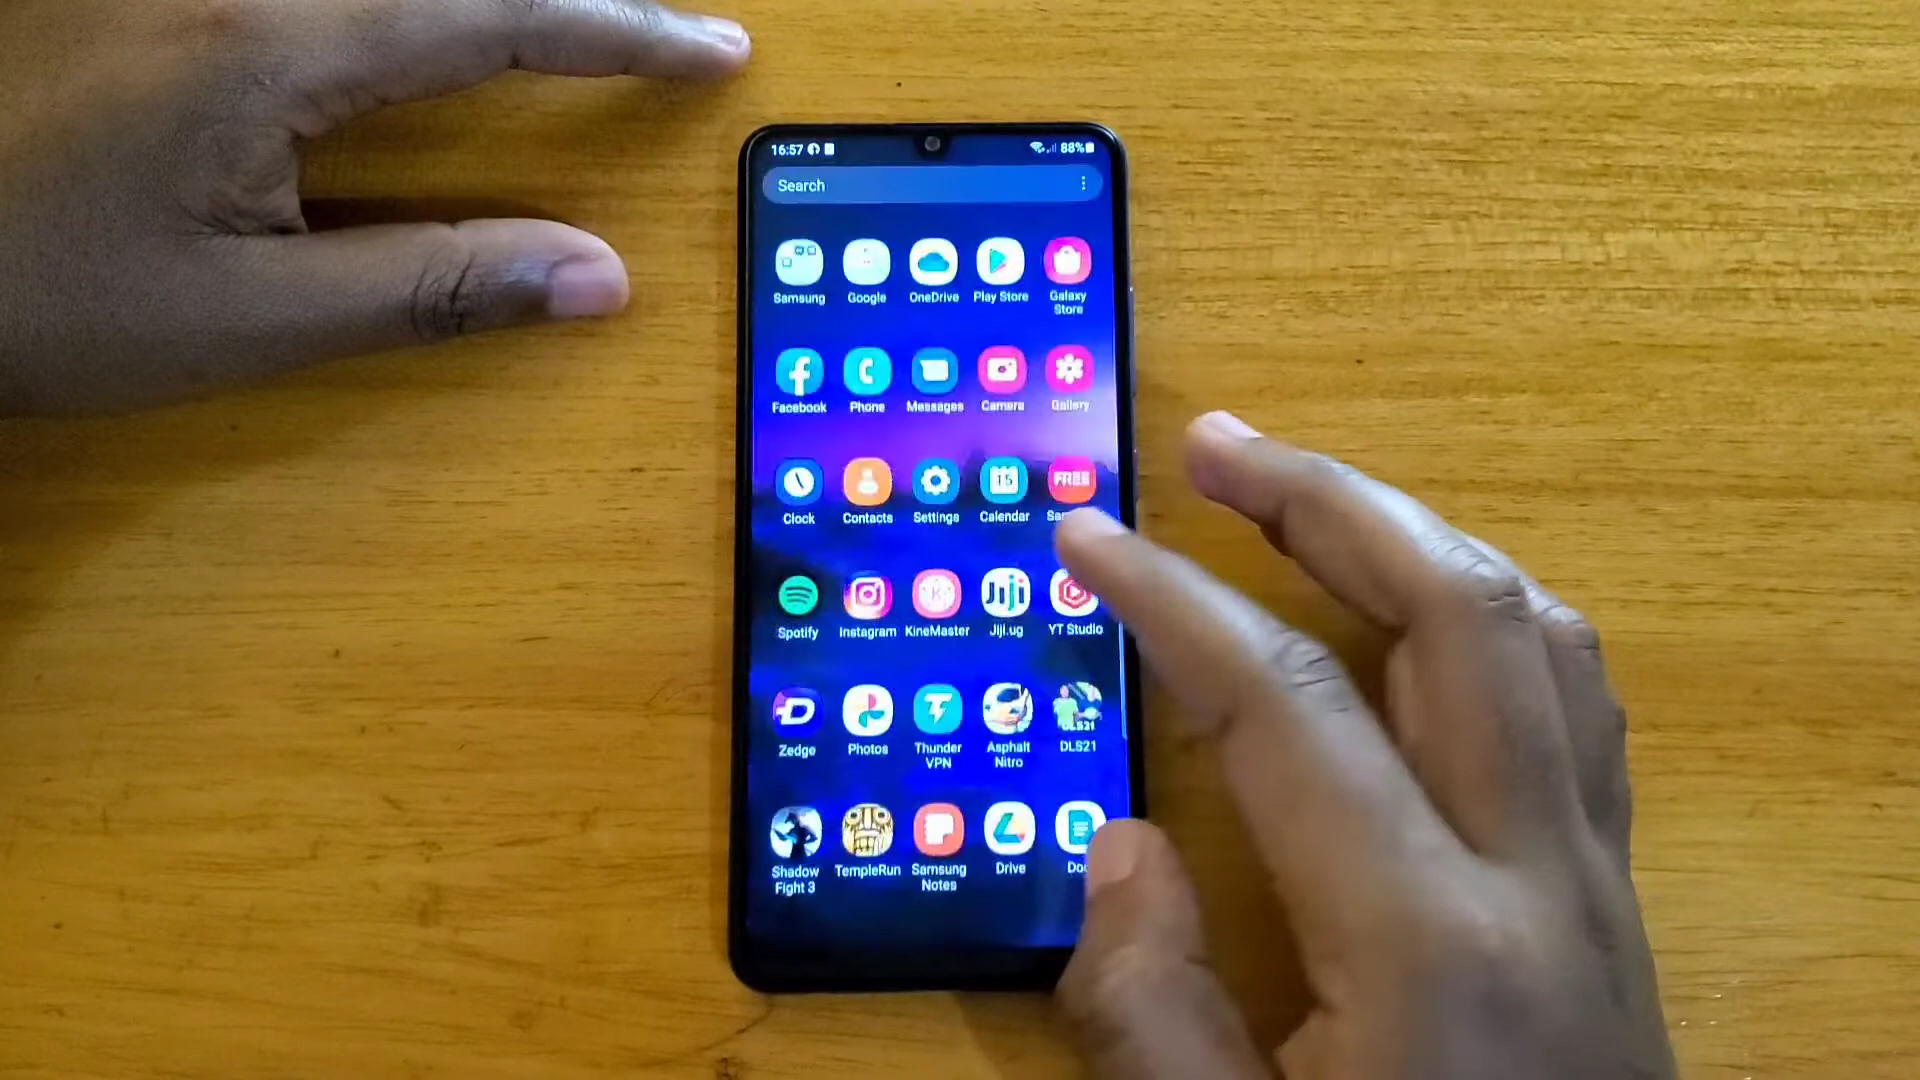 16:57 88%
Search
Samsung Google OneDrive Play Store Galaxy
Store
Facebook Phone Messages Camera Gallery
15 FREE
Clock Contacts Settings Calendar
Jiji
Spotify Instagram KineMaster Jiji.ug YT Studio
DLS21
Zedge Photos Thunder Asphalt DLS21
VPN Nitro
Shadow TempleRun Samsung Drive
Fight 3 Notes